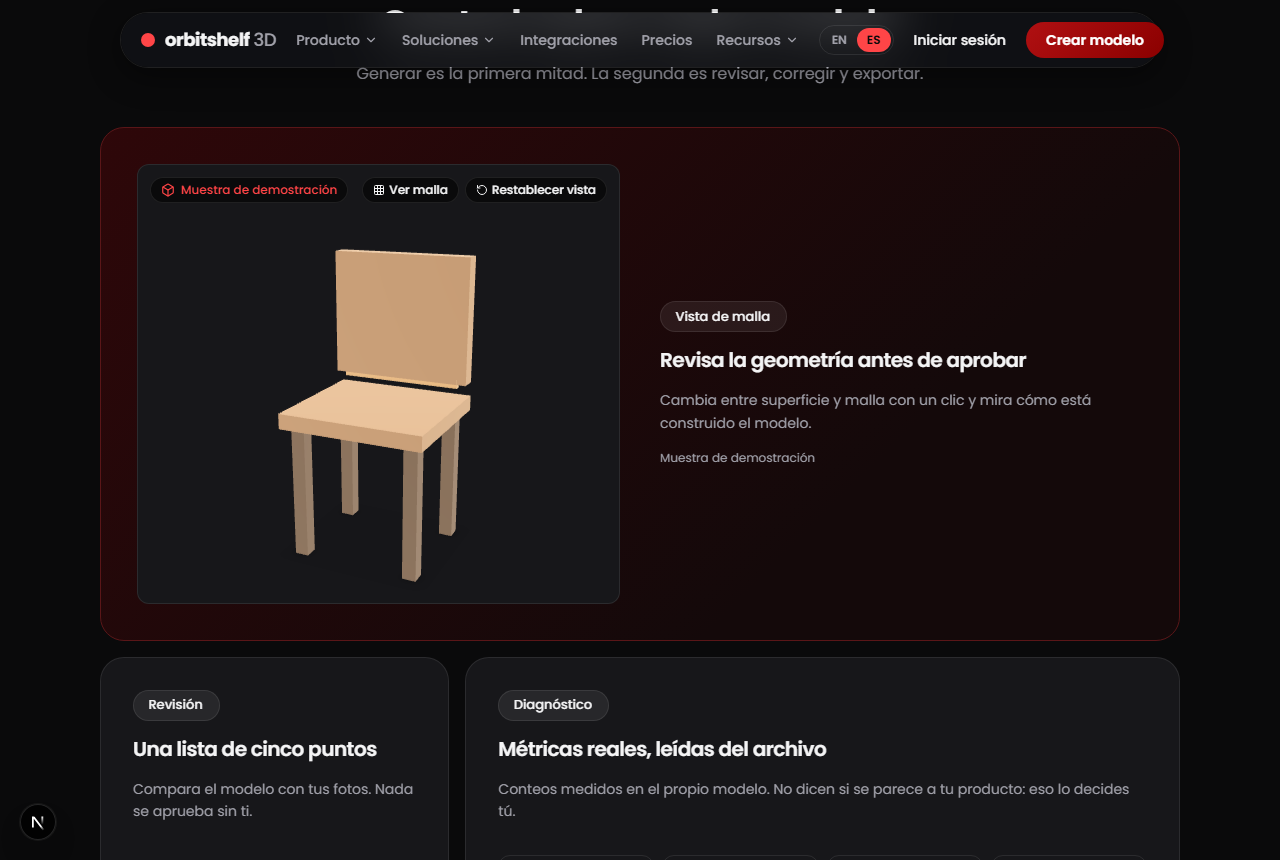 orbitshelf 3D
Producto
Soluciones
Integraciones
Precios
Recursos
EN
ES
Iniciar sesión
Crear modelo
Generar es la primera mitad. La segunda es revisar, corregir y exportar.
Muestra de demostración
Ver malla
Restablecer vista
Vista de malla
Revisa la geometría antes de aprobar
Cambia entre superficie y malla con un clic y mira cómo está
construido el modelo.
Muestra de demostración
Revisión
Una lista de cinco puntos
Compara el modelo con tus fotos. Nada
se aprueba sin ti.
Diagnóstico
Métricas reales, leídas del archivo
Conteos medidos en el propio modelo. No dicen si se parece a tu producto: eso lo decides
tú.
N